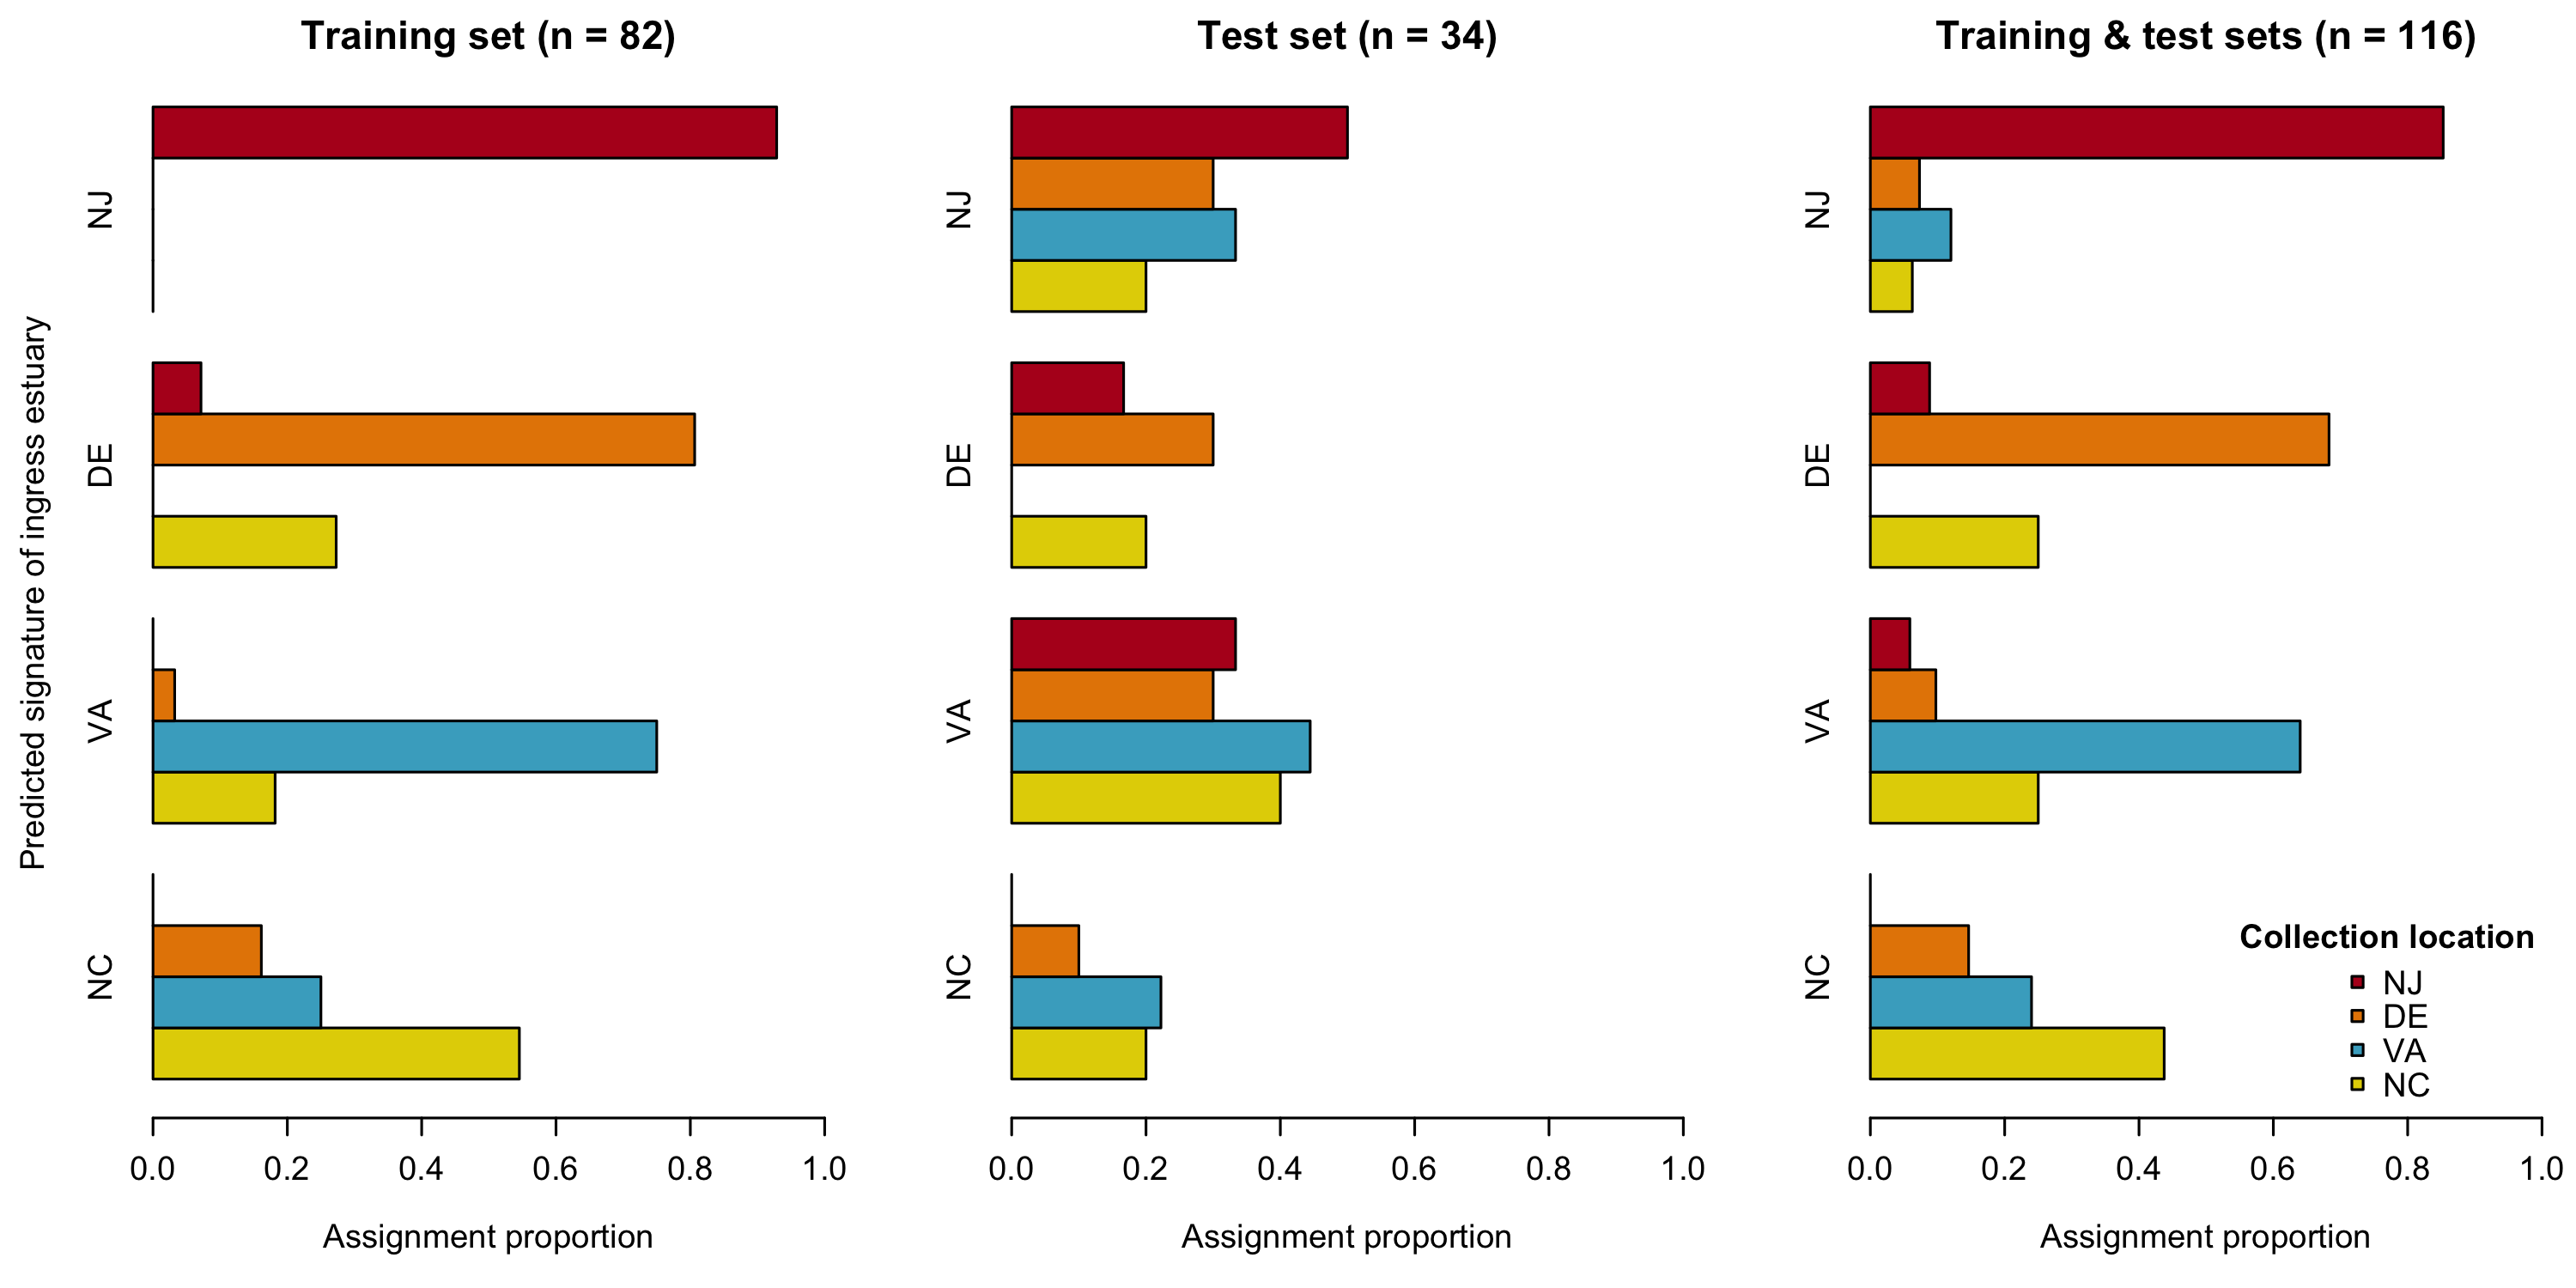 Training set (n = 82)
Test set (n = 34)
Training & test sets (n = 116)
Predicted signature of ingress estuary
NJ
DE
VA
NC
NJ
DE
VA
NC
NJ
DE
VA
NC
Collection location
NJ
DE
VA
NC
0.0 0.2 0.4 0.6 0.8 1.0
0.0 0.2 0.4 0.6 0.8 1.0
0.0 0.2 0.4 0.6 0.8 1.0
Assignment proportion
Assignment proportion
Assignment proportion